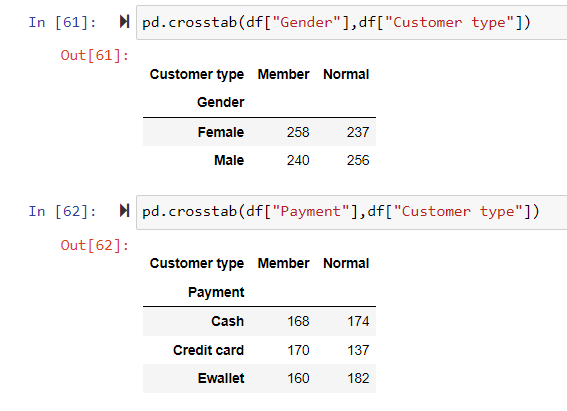 In [61]: pd.crosstab(df["Gender"],df["Customer type"])
Out[61]:
Customer type Member Normal
Gender
Female 258 237
Male 240 256
In [62]: pd.crosstab(df["Payment"],df["Customer type"])
Out[62]:
Customer type Member Normal
Payment
Cash 168 174
Credit card 170 137
Ewallet 160 182